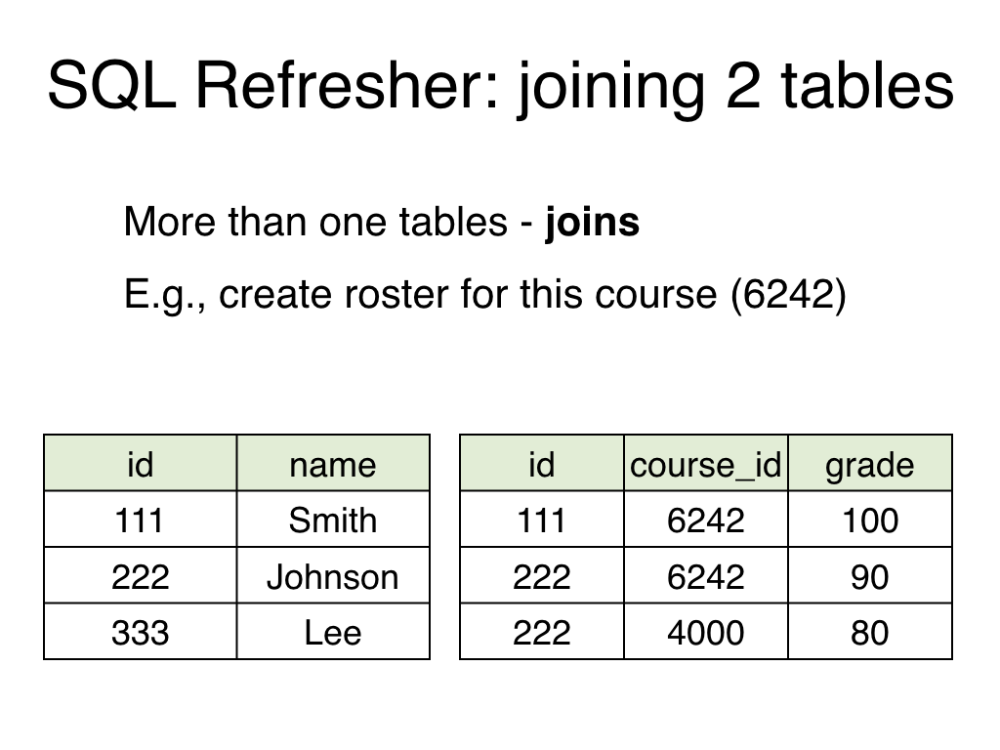 SQL Refresher: joining 2 tables
More than one tables - joins
E.g., create roster for this course (6242)
id name
111 Smith
222 Johnson
333 Lee
id course_id grade
111 6242 100
222 6242 90
222 4000 80